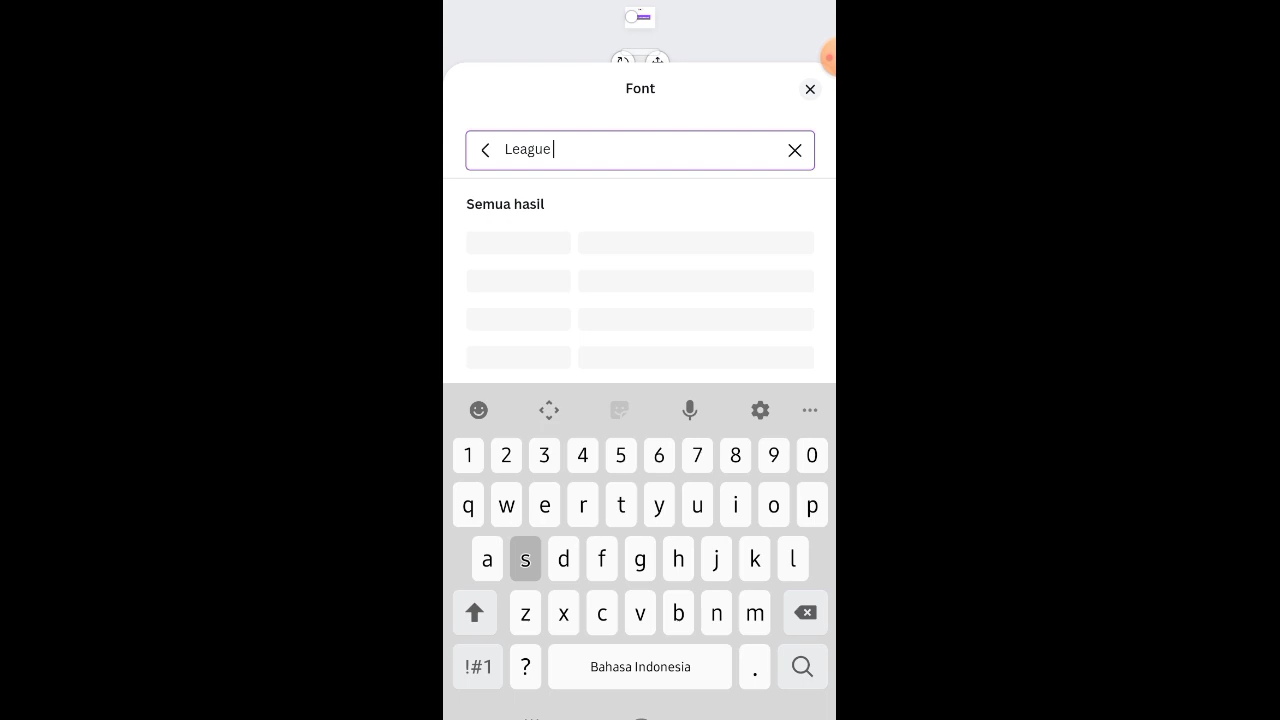 Font
League
Semua hasil
1 2 3 4 5 6 7 8 9 0
q w e r t y u i o p
a s d f g h j k l
z x c v b n m
!#1 ? Bahasa Indonesia .